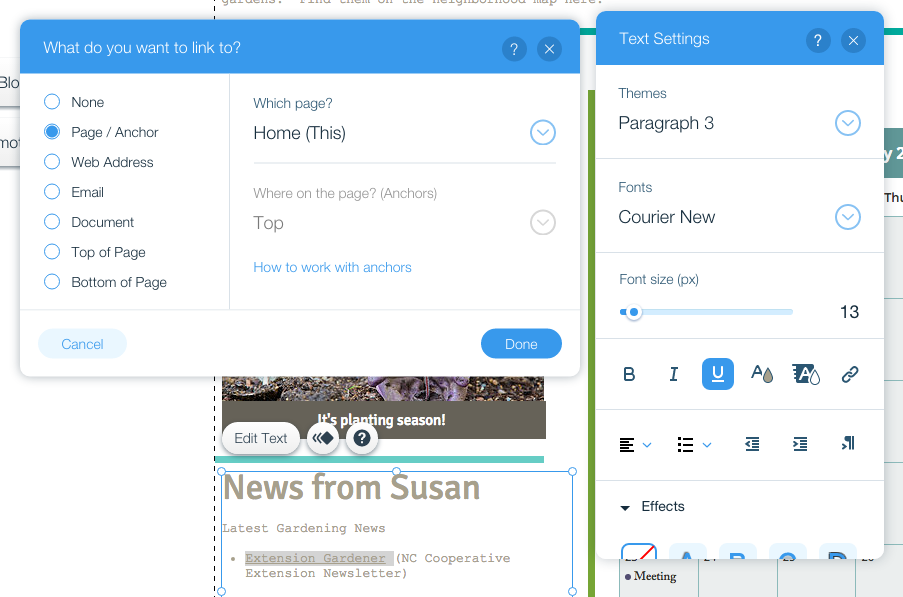 gardens. Find them on the neighborhood map here.
What do you want to link to?
?
None
Page / Anchor
Web Address
Email
Document
Top of Page
Bottom of Page
Which page?
Home (This)
Where on the page? (Anchors)
Top
How to work with anchors
Cancel
Done
Blo
mot
It's planting season!
Edit Text
?
News from Susan
Latest Gardening News
• Extension Gardener (NC Cooperative
Extension Newsletter)
Text Settings
?
Themes
Paragraph 3
Fonts
Courier New
Font size (px)
13
B I U A A
Effects
y 2
Thu
Meeting